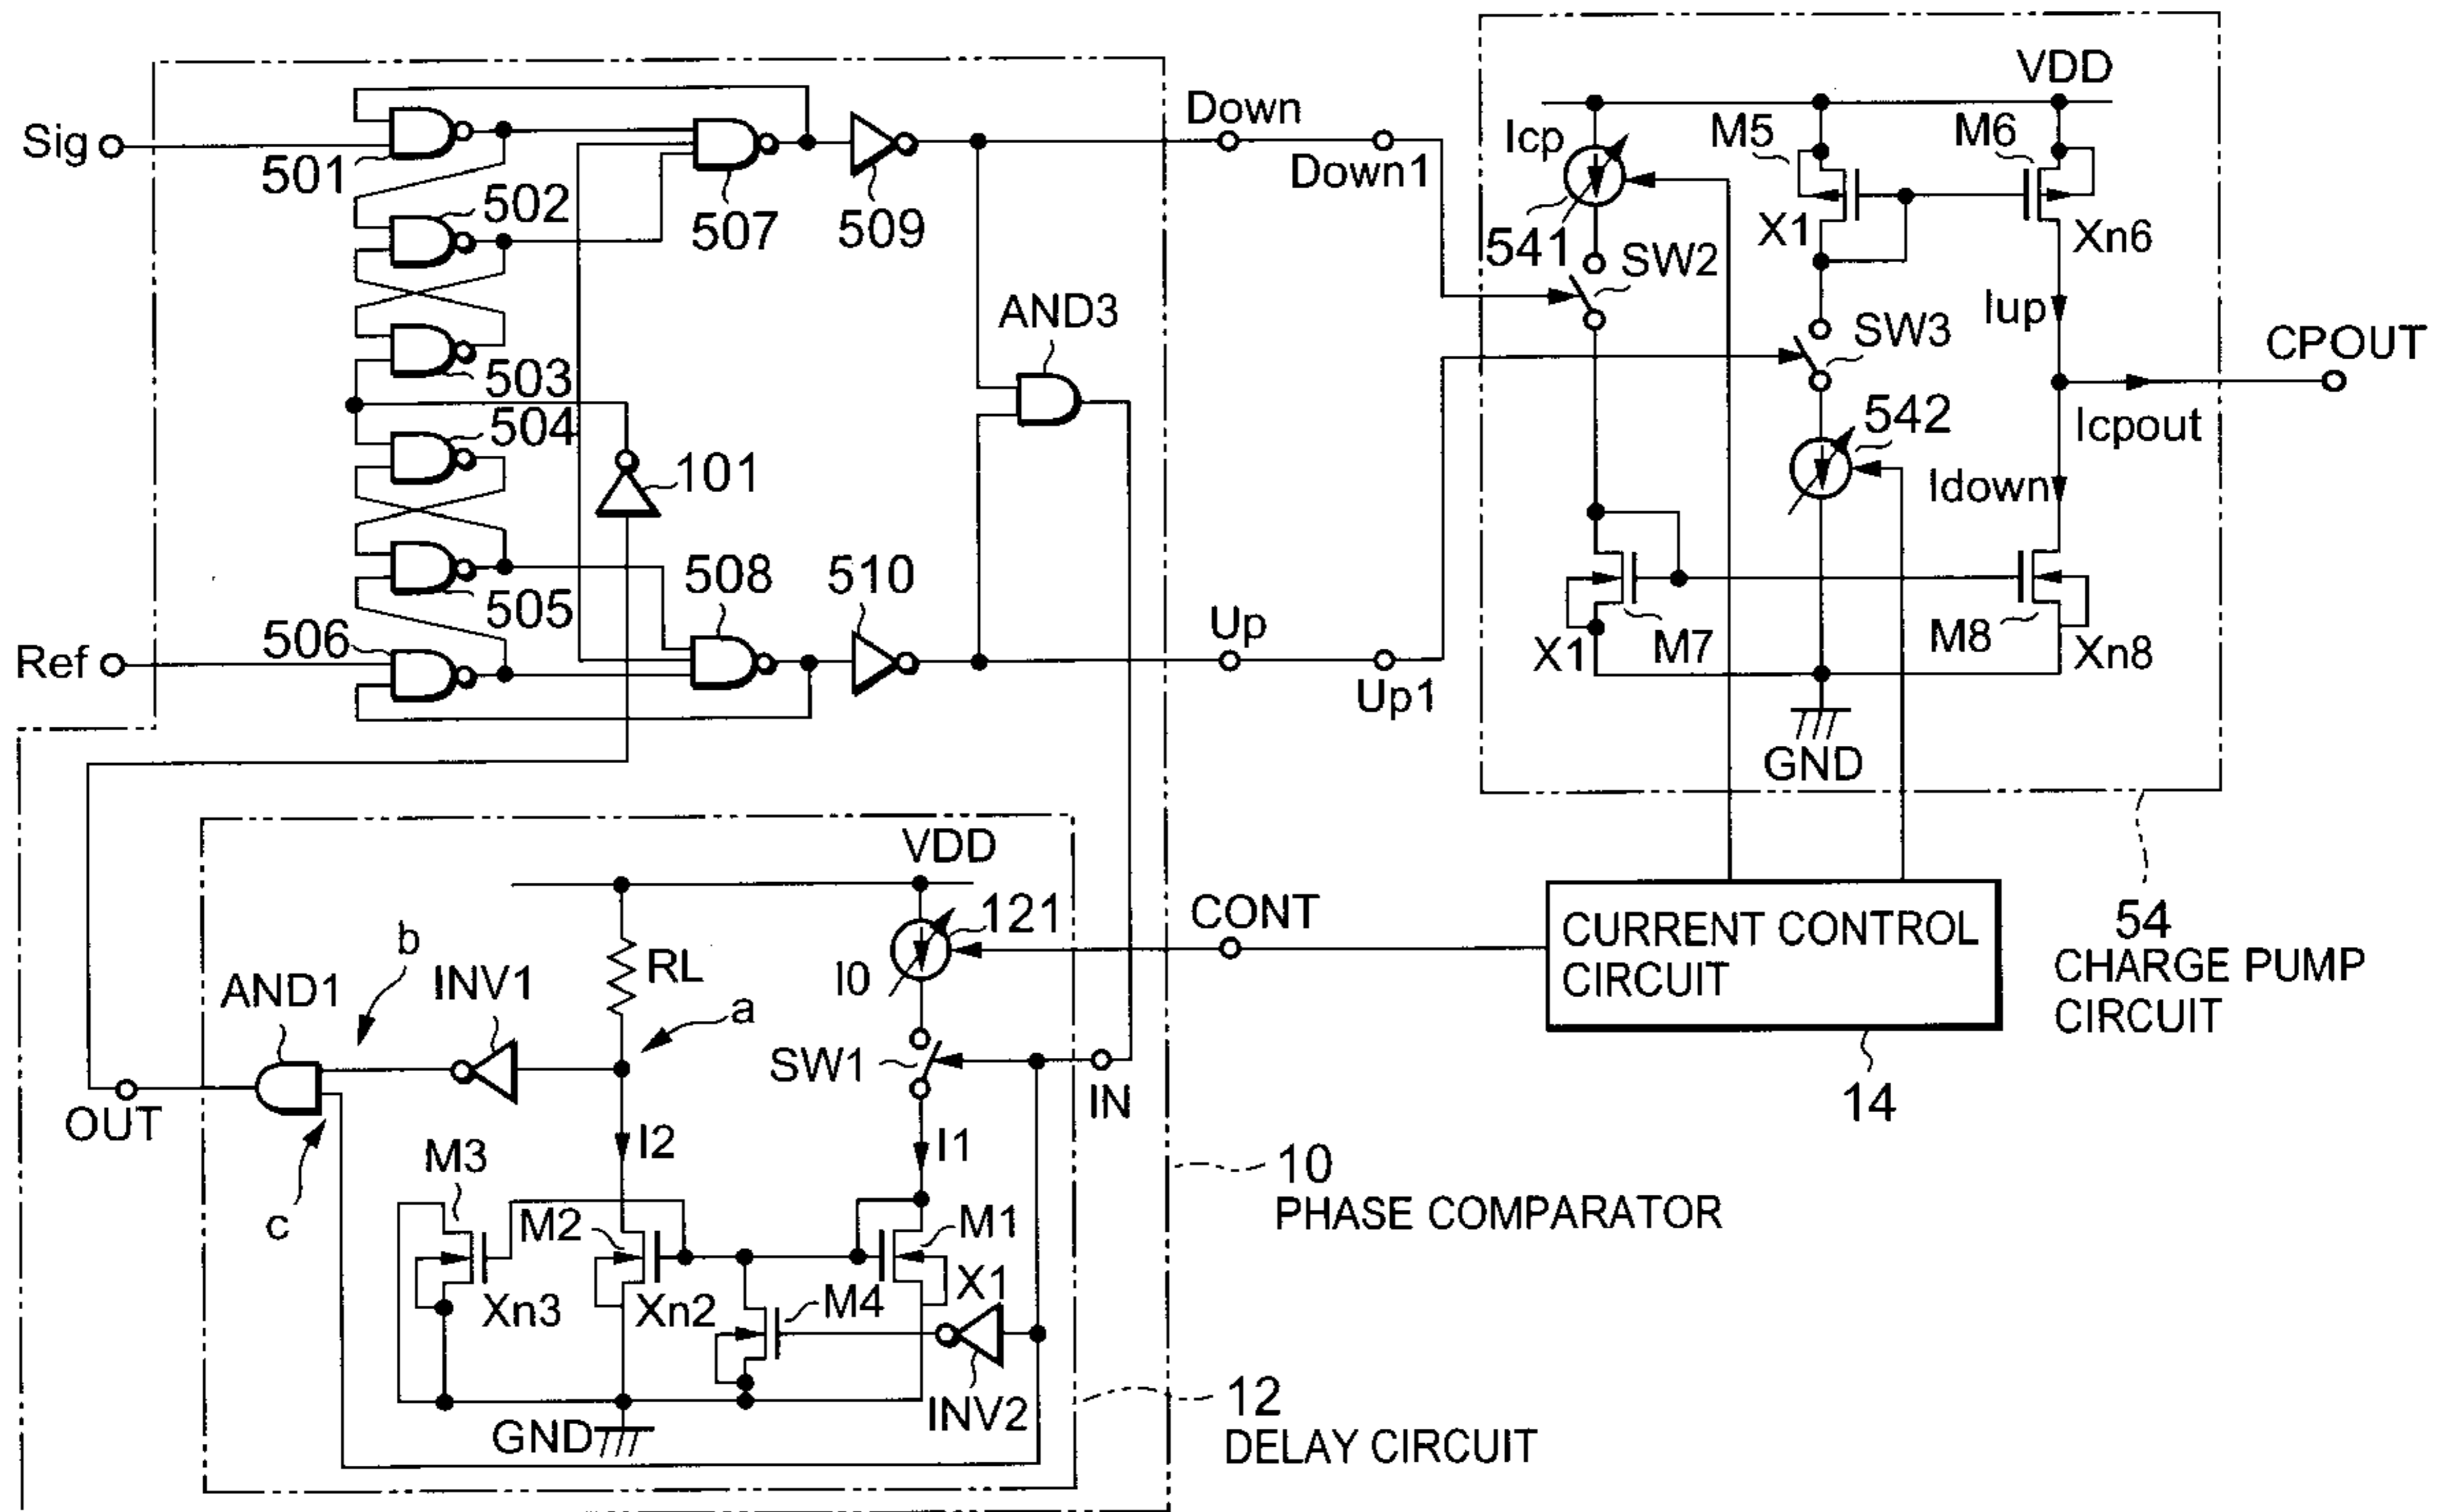 VDD
Down
Icp
M5
M6
Sig
Down1
501
502
507
509
541
SW2
X1
Xn6
AND3
Iup
SW3
503
CPOUT
504
542
Icpout
101
Idown
508
510
505
Up
506
M7
M8
Ref
X1
Xn8
Up1
GND
VDD
CONT
121
b
CURRENT CONTROL
CIRCUIT
54
CHARGE PUMP
CIRCUIT
AND1
INV1
RL
I0
a
SW1
14
OUT
IN
I2
I1
M3
10
PHASE COMPARATOR
c
M2
M1
X1
Xn3
Xn2
M4
INV2
12
DELAY CIRCUIT
GND